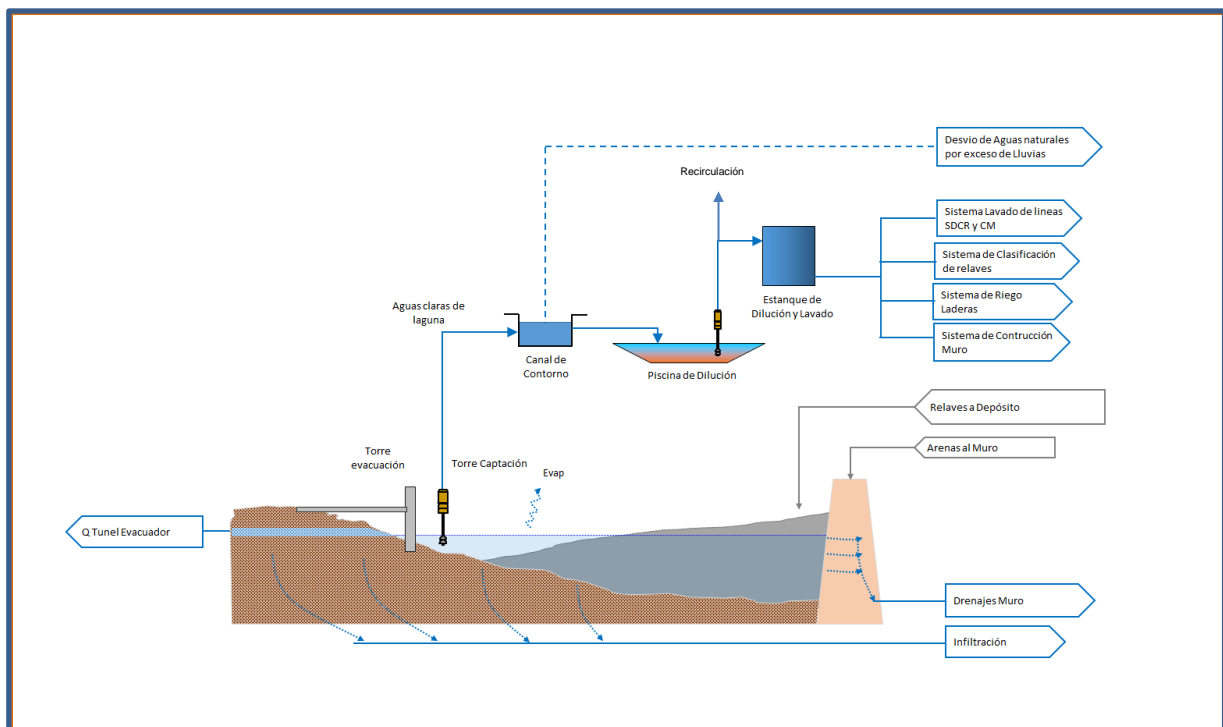 Desvio de Aguas naturales
por exceso de Lluvias
Recirculación
Sistema Lavado de lineas
SDCR y CM
Sistema de Clasificación
de relaves
Aguas claras de
laguna
Estanque de
Dilución y Lavado
Sistema de Riego
Laderas
Sistema de Contrucción
Muro
Canal de
Contorno
Piscina de Dilución
Relaves a Depósito
Arenas al Muro
Torre
evacuación
Torre Captación
Evap
Q Tunel Evacuador
Drenajes Muro
Infiltración